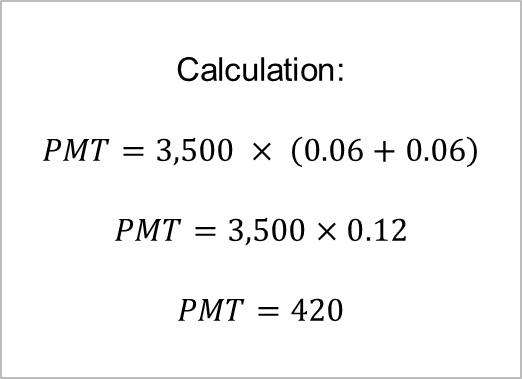 Calculation:
PMT = 3,500 × (0.06 + 0.06)
PMT = 3,500 × 0.12
PMT = 420